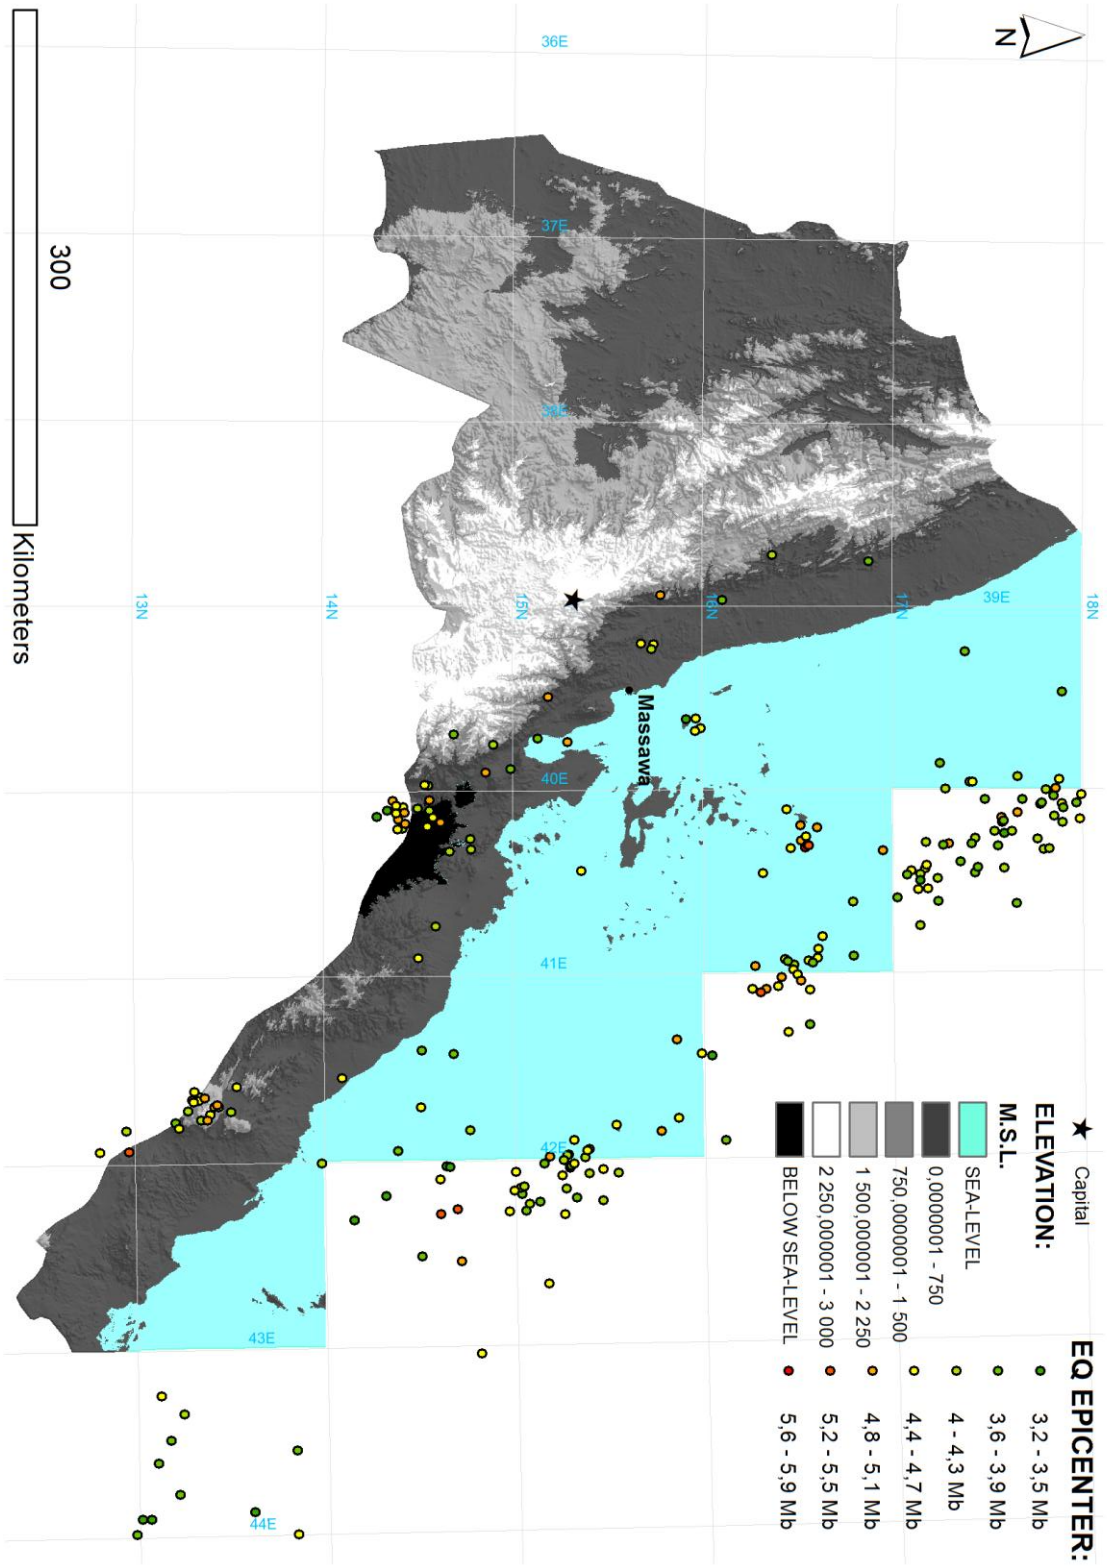 N
36E
37E
38E
39E
40E
41E
42E
43E
44E
18N
17N
16N
15N
14N
13N
Massawa
Capital
ELEVATION:
M.S.L.
SEA-LEVEL
0,0000001 - 750
750,0000001 - 1 500
1 500,000001 - 2 250
2 250,000001 - 3 000
BELOW SEA-LEVEL
EQ EPICENTER:
3,2 - 3,5 Mb
3,6 - 3,9 Mb
4 - 4,3 Mb
4,4 - 4,7 Mb
4,8 - 5,1 Mb
5,2 - 5,5 Mb
5,6 - 5,9 Mb
300
Kilometers